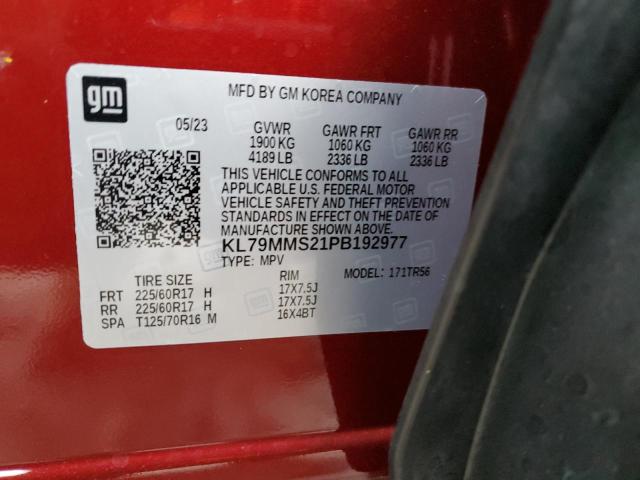 gm
MFD BY GM KOREA COMPANY
05/23 GVWR GAWR FRT GAWR RR
1900 KG 1060 KG 1060 KG
4189 LB 2336 LB 2336 LB
THIS VEHICLE CONFORMS TO ALL
APPLICABLE U.S. FEDERAL MOTOR
VEHICLE SAFETY AND THEFT PREVENTION
STANDARDS IN EFFECT ON THE DATE OF
MANUFACTURE SHOWN ABOVE.
KL79MMS21PB192977
TYPE: MPV MODEL: 171TR56
TIRE SIZE RIM
FRT 225/60R17 H 17X7.5J
RR 225/60R17 H 17X7.5J
SPA T125/70R16 M 16X4BT